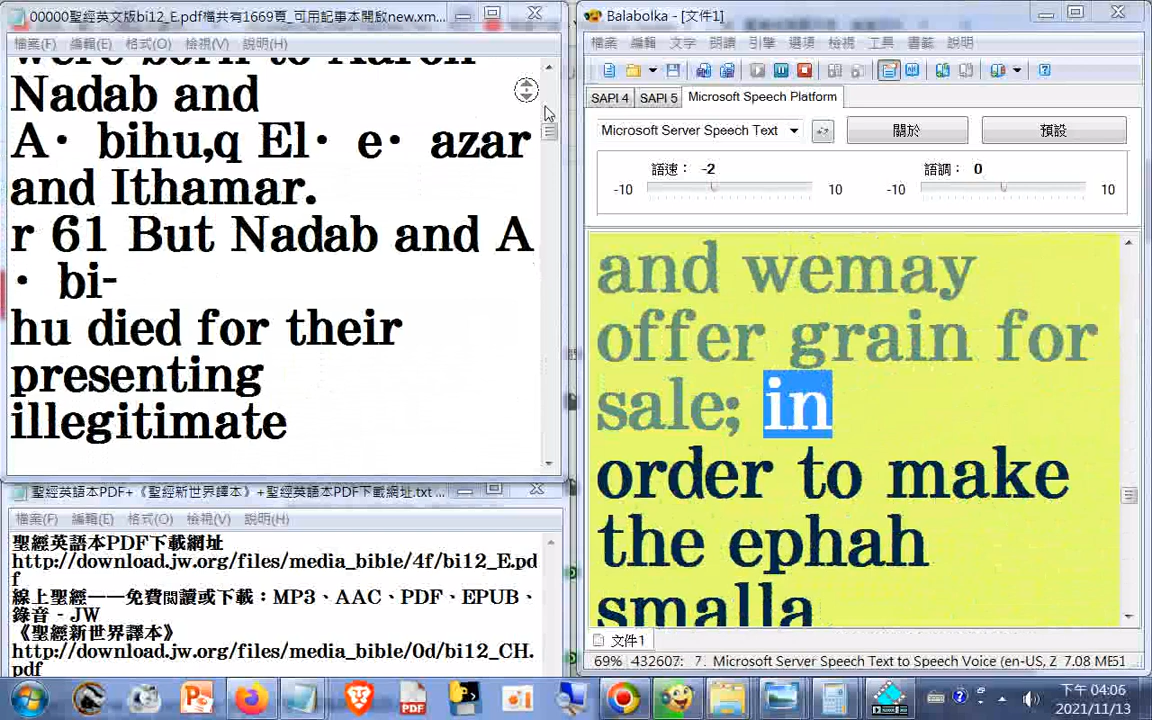 00000聖經英文版bi12_E.pdf檔共有1669頁_可用記事本開啟new.xm...
檔案(F) 編輯(E) 格式(O) 檢視(V) 說明(H)
were born to Aaron
Nadab and
A· bihu,q El· e· azar
and Ithamar.
r 61 But Nadab and A
· bi-
hu died for their
presenting
illegitimate
聖經英語本PDF+《聖經新世界譯本》+聖經英語本PDF下載網址.txt ...
檔案(F) 編輯(E) 格式(O) 檢視(V) 說明(H)
聖經英語本PDF下載網址
http://download.jw.org/files/media_bible/4f/bi12_E.pd
f
線上聖經——免費閱讀或下載：MP3、AAC、PDF、EPUB、
錄音 - JW
《聖經新世界譯本》
http://download.jw.org/files/media_bible/0d/bi12_CH.
pdf
Balabolka - [文件1]
檔案 編輯 文字 朗讀 引擎 選項 檢視 工具 書籤 說明
SAPI 4 SAPI 5 Microsoft Speech Platform
Microsoft Server Speech Text 關於 預設
語速： -2 語調： 0
-10 10 -10 10
and wemay
offer grain for
sale; in
order to make
the ephah
smalla
文件1
69% 432607: 7. Microsoft Server Speech Text to Speech Voice (en-US, Z 7.08 ME51
PDF
下午 04:06
2021/11/13